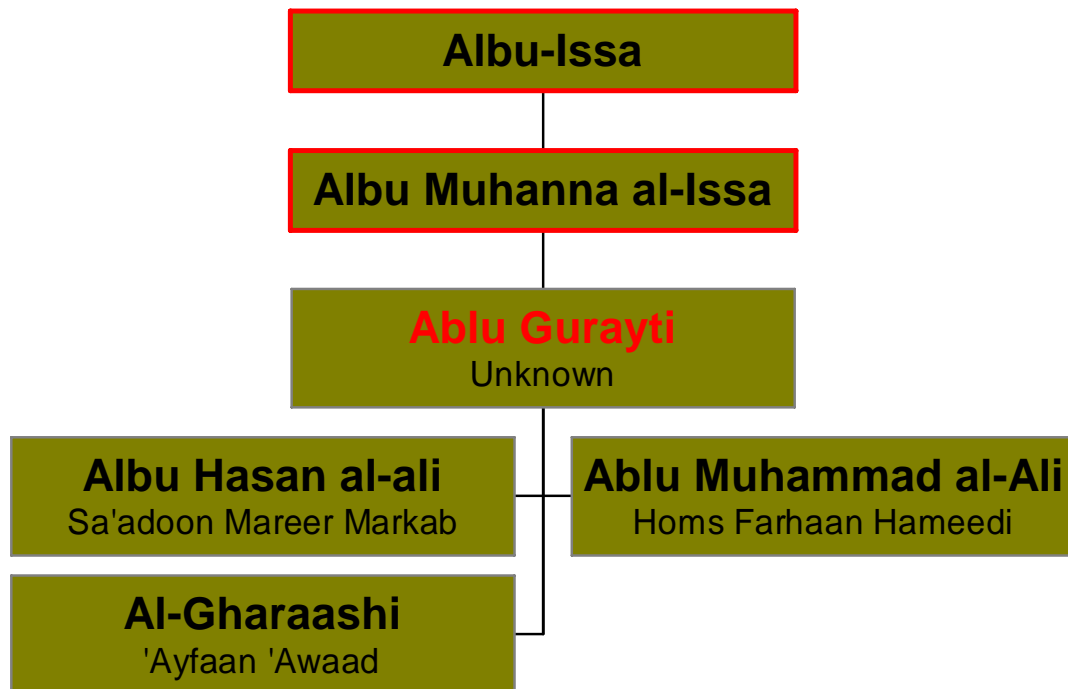 Albu-Issa
Albu Muhanna al-Issa
Ablu Gurayti
Unknown
Albu Hasan al-ali
Sa'adoon Mareer Markab
Ablu Muhammad al-Ali
Homs Farhaan Hameedi
Al-Gharaashi
'Ayfaan 'Awaad